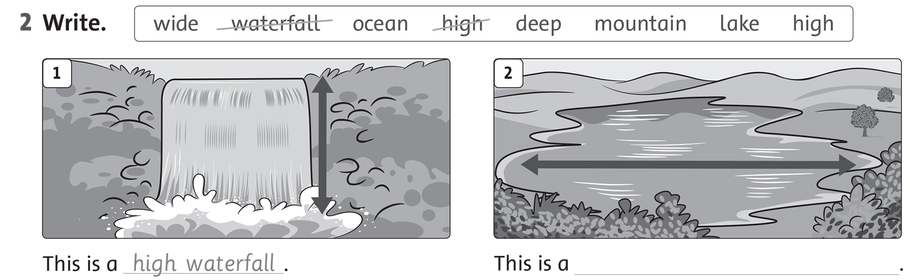 2 Write.
wide waterfall ocean high deep mountain lake high
1
2
This is a high waterfall.
This is a